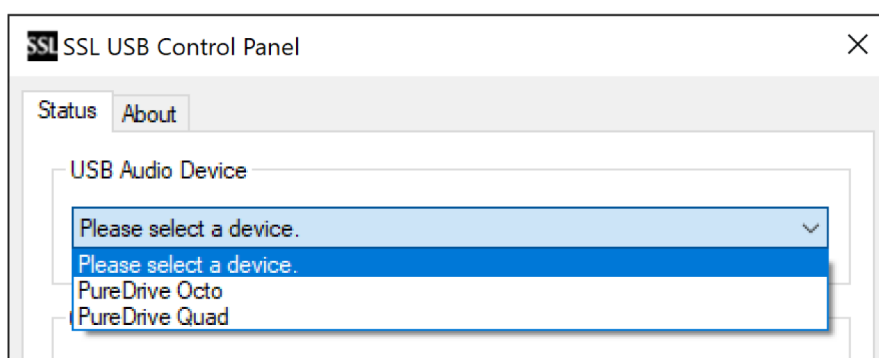 SSL SSL USB Control Panel
Status About
USB Audio Device
Please select a device.
Please select a device.
PureDrive Octo
PureDrive Quad